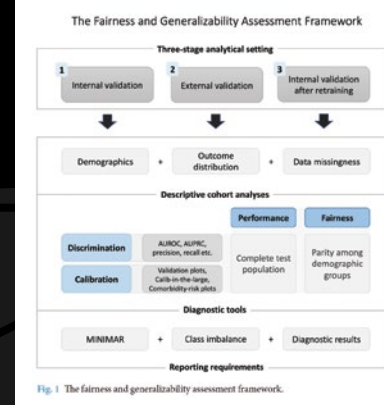 The Fairness and Generalizability Assessment Framework
Three-stage analytical setting
1
Internal validation
2
External validation
3
Internal validation
after retraining
Demographics
+
Outcome
distribution
+
Data missingness
Descriptive cohort analyses
Performance
Fairness
Discrimination
AUROC, AUPRC,
precision, recall etc.
Calibration
Validation plots,
Calib-in-the-large,
Comorbidity-risk plots
Complete test
population
Parity among
demographic
groups
Diagnostic tools
MINIMAR
+
Class imbalance
+
Diagnostic results
Reporting requirements
Fig. 1 The fairness and generalizability assessment framework.